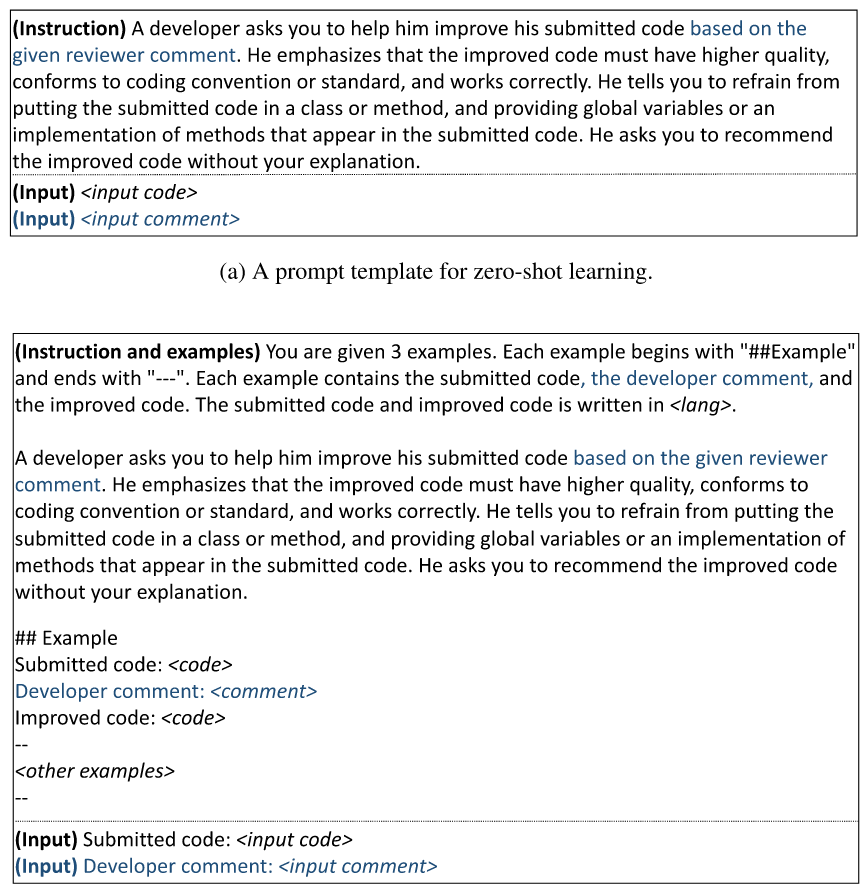 (Instruction) A developer asks you to help him improve his submitted code based on the
given reviewer comment. He emphasizes that the improved code must have higher quality,
conforms to coding convention or standard, and works correctly. He tells you to refrain from
putting the submitted code in a class or method, and providing global variables or an
implementation of methods that appear in the submitted code. He asks you to recommend
the improved code without your explanation.
(Input) <input code>
(Input) <input comment>
(a) A prompt template for zero-shot learning.
(Instruction and examples) You are given 3 examples. Each example begins with "##Example"
and ends with "---". Each example contains the submitted code, the developer comment, and
the improved code. The submitted code and improved code is written in <lang>.
A developer asks you to help him improve his submitted code based on the given reviewer
comment. He emphasizes that the improved code must have higher quality, conforms to
coding convention or standard, and works correctly. He tells you to refrain from putting the
submitted code in a class or method, and providing global variables or an implementation of
methods that appear in the submitted code. He asks you to recommend the improved code
without your explanation.
## Example
Submitted code: <code>
Developer comment: <comment>
Improved code: <code>
--
<other examples>
--
(Input) Submitted code: <input code>
(Input) Developer comment: <input comment>